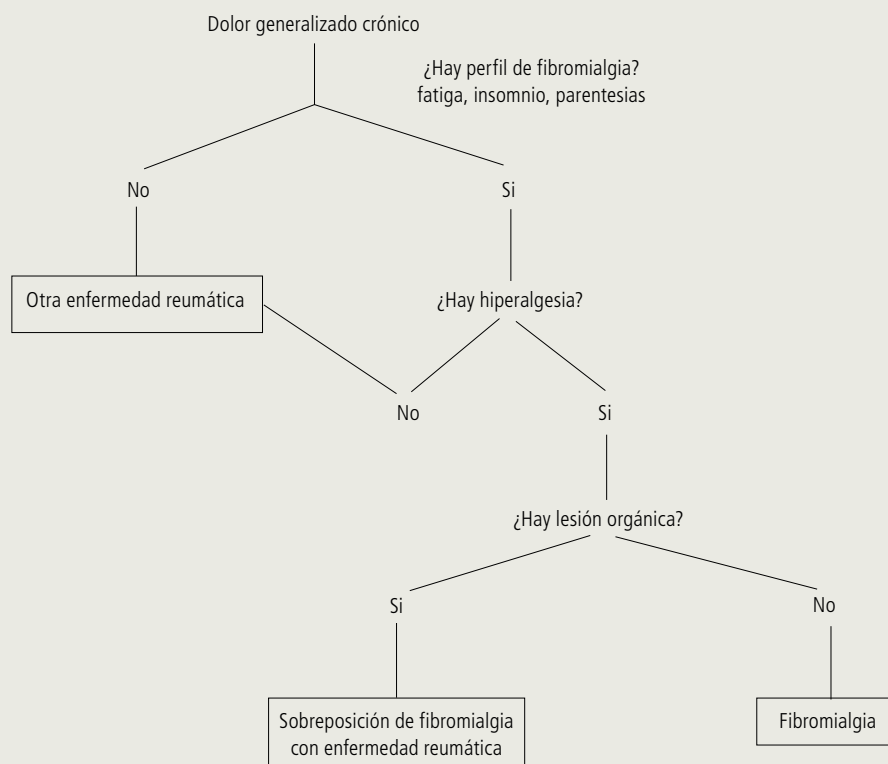 Dolor generalizado crónico
¿Hay perfil de fibromialgia?
fatiga, insomnio, parentesias
No
Si
Otra enfermedad reumática
¿Hay hiperalgesia?
No
Si
¿Hay lesión orgánica?
Si
No
Sobreposición de fibromialgia
con enfermedad reumática
Fibromialgia